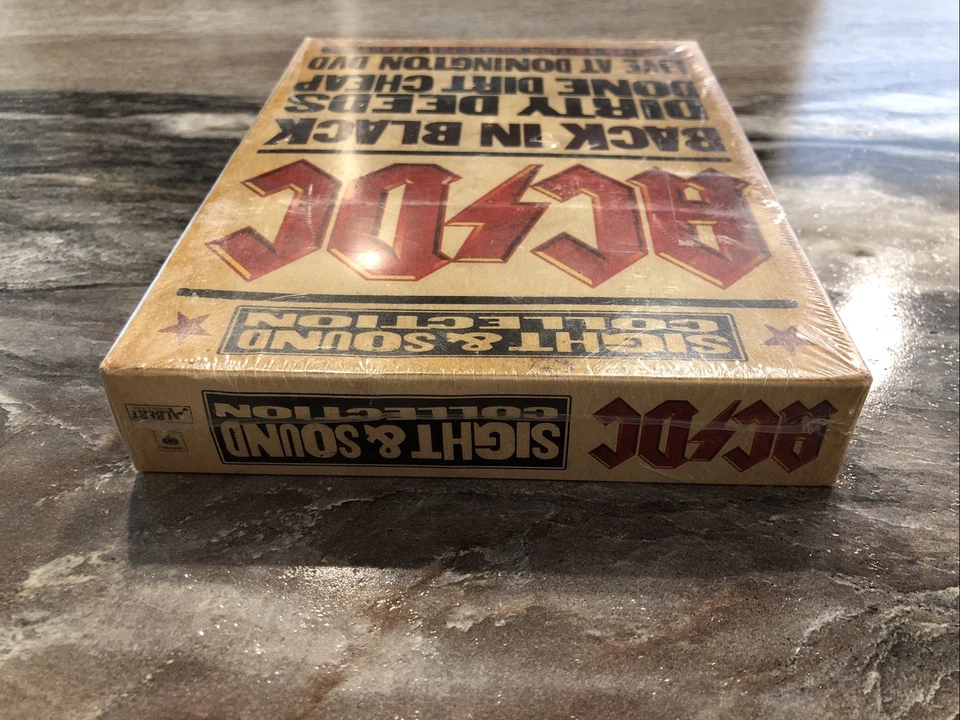 AC/DC
SIGHT & SOUND
COLLECTION
ALBERT
SIGHT & SOUND
COLLECTION
AC/DC
BACK IN BLACK
DIRTY DEEDS
DONE DIRT CHEAP
LIVE AT DONINGTON DVD